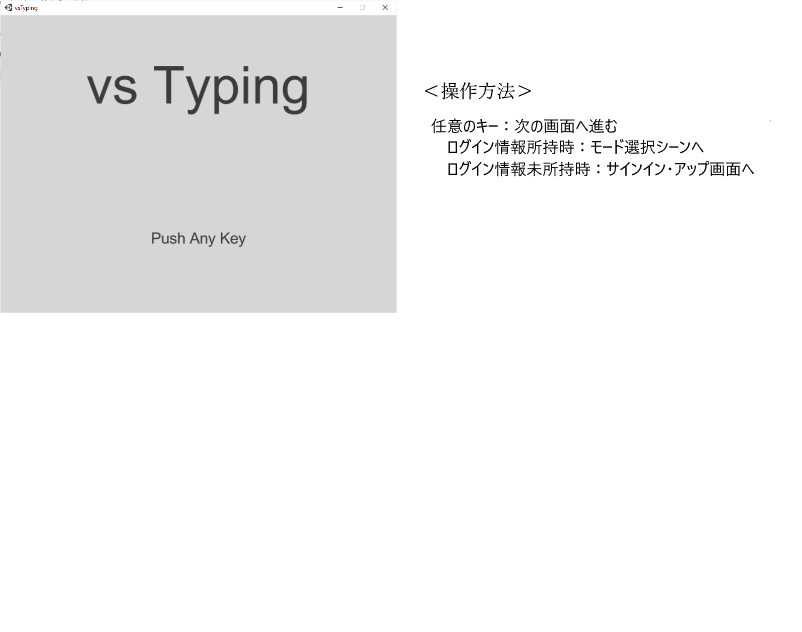 vsTyping
vs Typing
Push Any Key
＜操作方法＞
任意のキー：次の画面へ進む
ログイン情報所持時：モード選択シーンへ
ログイン情報未所持時：サインイン・アップ画面へ